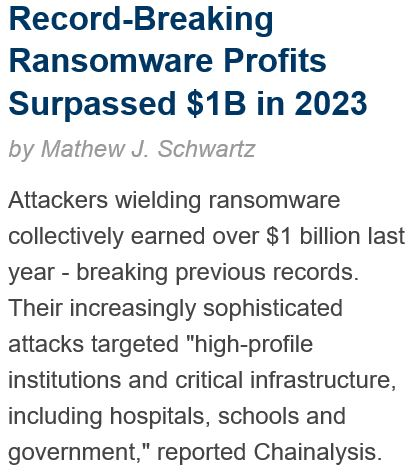 Record-Breaking
Ransomware Profits
Surpassed $1B in 2023
by Mathew J. Schwartz
Attackers wielding ransomware
collectively earned over $1 billion last
year - breaking previous records.
Their increasingly sophisticated
attacks targeted "high-profile
institutions and critical infrastructure,
including hospitals, schools and
government," reported Chainalysis.